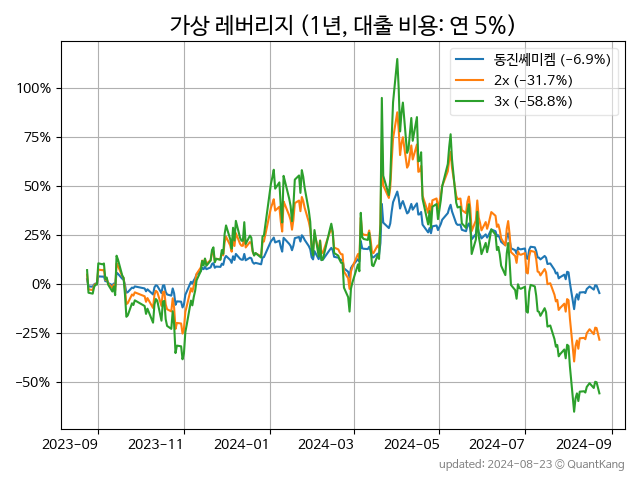 가상 레버리지 (1년, 대출 비용: 연 5%)
동진쎄미켐 (−6.9%)
2x (−31.7%)
3x (−58.8%)
100%
75%
50%
25%
0%
−25%
−50%
2023-09 2023-11 2024-01 2024-03 2024-05 2024-07 2024-09
updated: 2024-08-23 © QuantKang